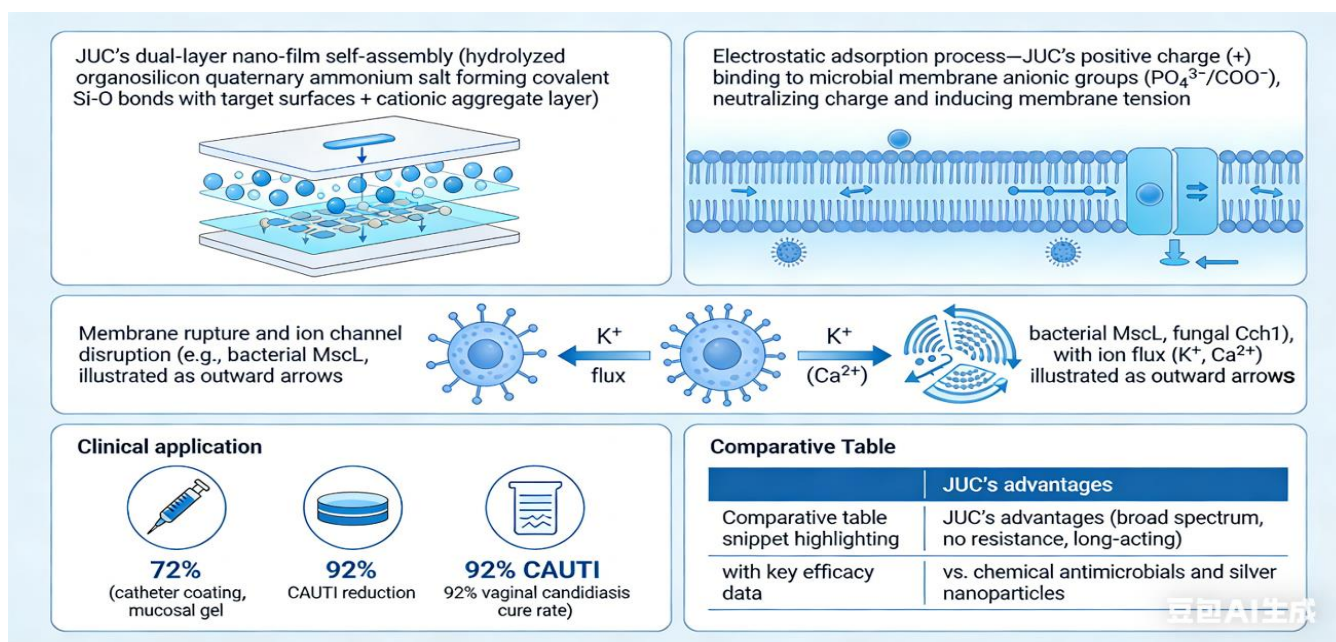 JUC's dual-layer nano-film self-assembly (hydrolyzed
organosilicon quaternary ammonium salt forming covalent
Si-O bonds with target surfaces + cationic aggregate layer)
Electrostatic adsorption process—JUC's positive charge (+)
binding to microbial membrane anionic groups (PO₄³⁻/COO⁻),
neutralizing charge and inducing membrane tension
Membrane rupture and ion channel
disruption (e.g., bacterial MscL,
illustrated as outward arrows
K⁺
flux
K⁺
(Ca²⁺)
bacterial MscL, fungal Cch1),
with ion flux (K⁺, Ca²⁺)
illustrated as outward arrows
Clinical application
72%
(catheter coating,
mucosal gel
92%
CAUTI reduction
92% CAUTI
92% vaginal candidiasis
cure rate)
Comparative Table
JUC's advantages
Comparative table
snippet highlighting
JUC's advantages (broad spectrum,
no resistance, long-acting)
with key efficacy
data
vs. chemical antimicrobials and silver
nanoparticles
豆包AI生成